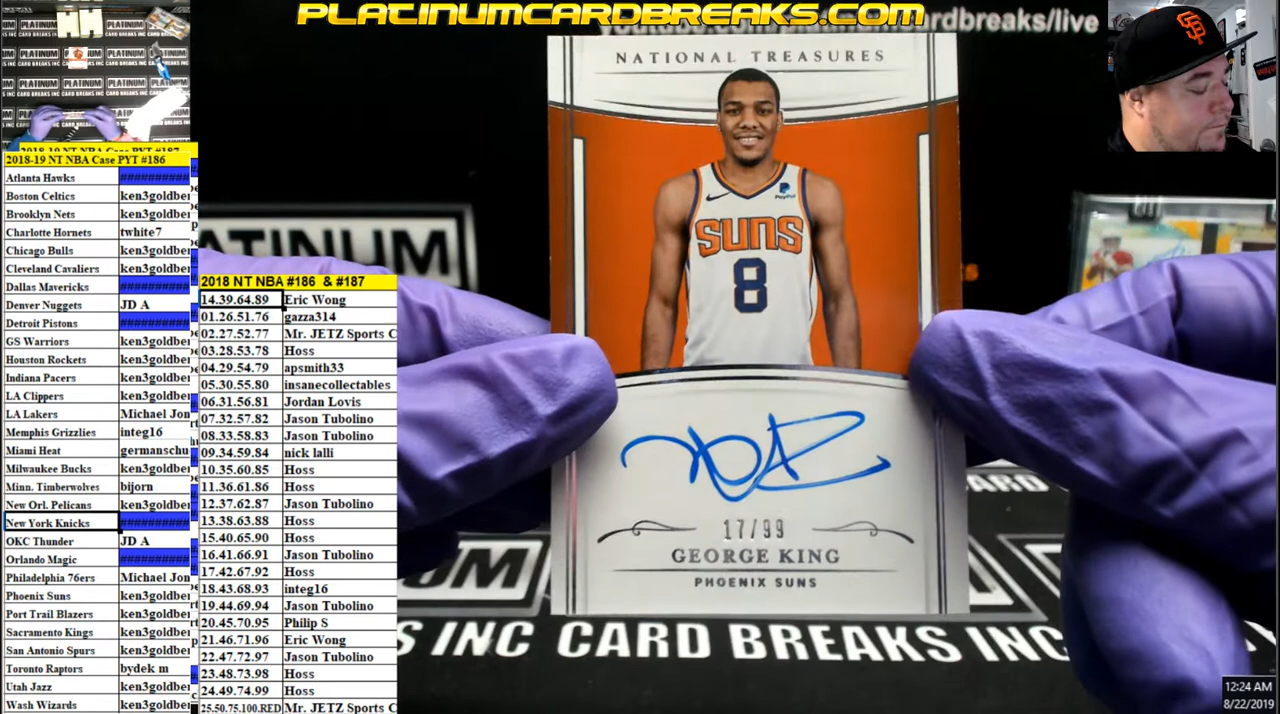 PLATINUMCARDBREAKS.COM
youtube.com/platinumcardbreaks/live
NATIONAL TREASURES
PayPal
SUNS
8
17/99
GEORGE KING
PHOENIX SUNS
2018-19 NT NBA Case PYT #187
2018-19 NT NBA Case PYT #186
Atlanta Hawks ##########
Boston Celtics ken3goldber
Brooklyn Nets ken3goldber
Charlotte Hornets twhite7
Chicago Bulls ken3goldber
Cleveland Cavaliers ken3goldber
Dallas Mavericks ##########
Denver Nuggets JD A
Detroit Pistons ##########
GS Warriors ken3goldber
Houston Rockets ken3goldber
Indiana Pacers ken3goldber
LA Clippers ken3goldber
LA Lakers Michael Jon
Memphis Grizzlies integ16
Miami Heat germanschu
Milwaukee Bucks ken3goldber
Minn. Timberwolves bijorn
New Orl. Pelicans ken3goldber
New York Knicks ##########
OKC Thunder JD A
Orlando Magic ##########
Philadelphia 76ers Michael Jon
Phoenix Suns ken3goldber
Port Trail Blazers ken3goldber
Sacramento Kings ken3goldber
San Antonio Spurs ken3goldber
Toronto Raptors bydek m
Utah Jazz ken3goldber
Wash Wizards ken3goldber
2018 NT NBA #186 & #187
14.39.64.89 Eric Wong
01.26.51.76 gazza314
02.27.52.77 Mr. JETZ Sports C
03.28.53.78 Hoss
04.29.54.79 apsmith33
05.30.55.80 insanecollectables
06.31.56.81 Jordan Lovis
07.32.57.82 Jason Tubolino
08.33.58.83 Jason Tubolino
09.34.59.84 nick lalli
10.35.60.85 Hoss
11.36.61.86 Hoss
12.37.62.87 Jason Tubolino
13.38.63.88 Hoss
15.40.65.90 Hoss
16.41.66.91 Jason Tubolino
17.42.67.92 Hoss
18.43.68.93 integ16
19.44.69.94 Jason Tubolino
20.45.70.95 Philip S
21.46.71.96 Eric Wong
22.47.72.97 Jason Tubolino
23.48.73.98 Hoss
24.49.74.99 Hoss
25.50.75.100.RED Mr. JETZ Sports C
ATINUM
CARD
S INC CARD BREAKS INC
12:24 AM
8/22/2019